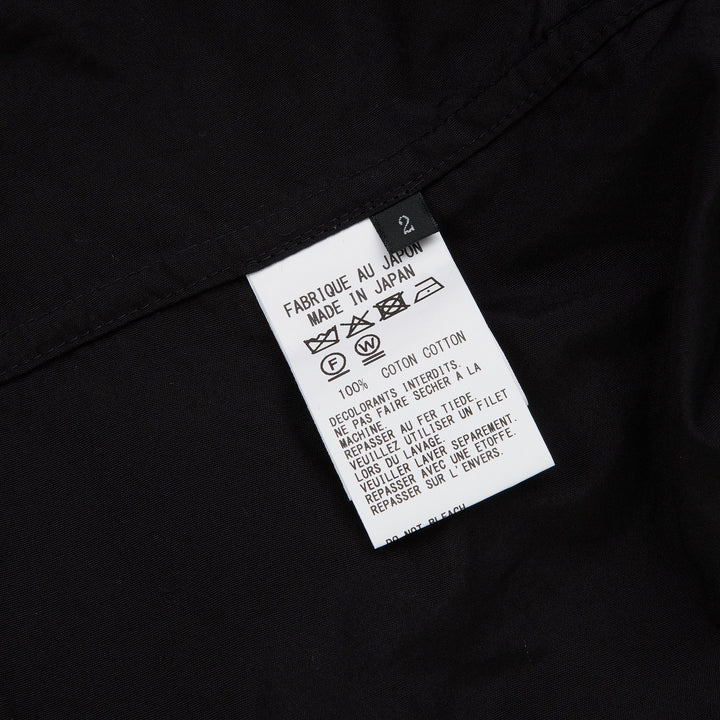 2
FABRIQUE AU JAPON
MADE IN JAPAN
F W
100% COTON COTTON
DECOLORANTS INTERDITS.
NE PAS FAIRE SECHER À LA
MACHINE.
REPASSER AU FER TIEDE.
VEUILLEZ UTILISER UN FILET
LORS DU LAVAGE.
VEUILLER LAVER SEPAREMENT.
REPASSER AVEC UNE ETOFFE.
REPASSER SUR L'ENVERS.
DO NOT BLEACH